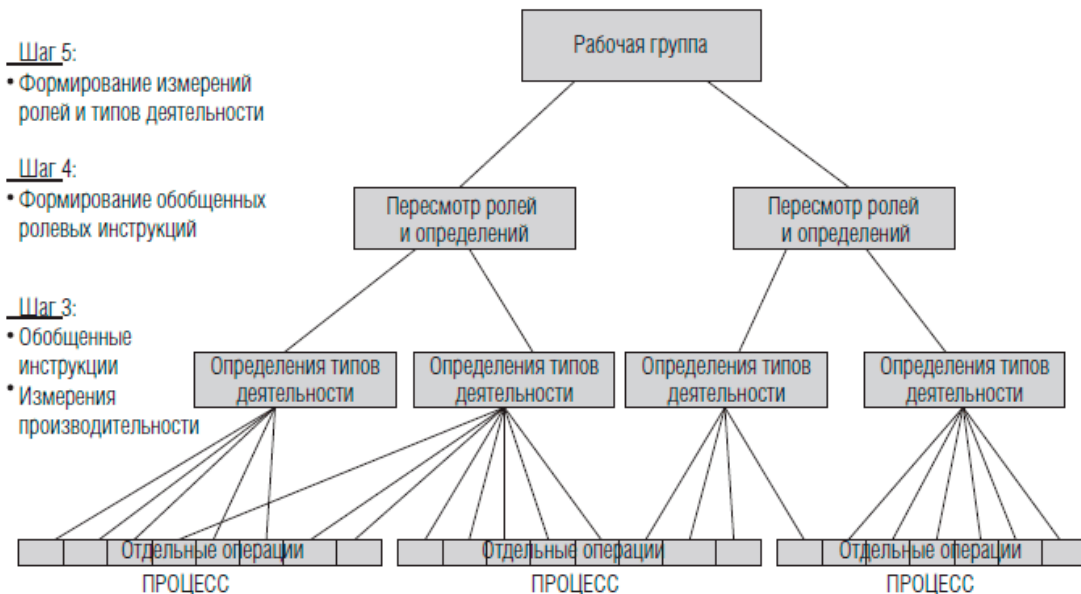 Рабочая группа
Шаг 5:
• Формирование измерений
ролей и типов деятельности
Шаг 4:
• Формирование обобщенных
ролевых инструкций
Пересмотр ролей
и определений
Пересмотр ролей
и определений
Шаг 3:
• Обобщенные
инструкции
• Измерения
производительности
Определения типов
деятельности
Определения типов
деятельности
Определения типов
деятельности
Определения типов
деятельности
Отдельные операции
Отдельные операции
Отдельные операции
ПРОЦЕСС
ПРОЦЕСС
ПРОЦЕСС